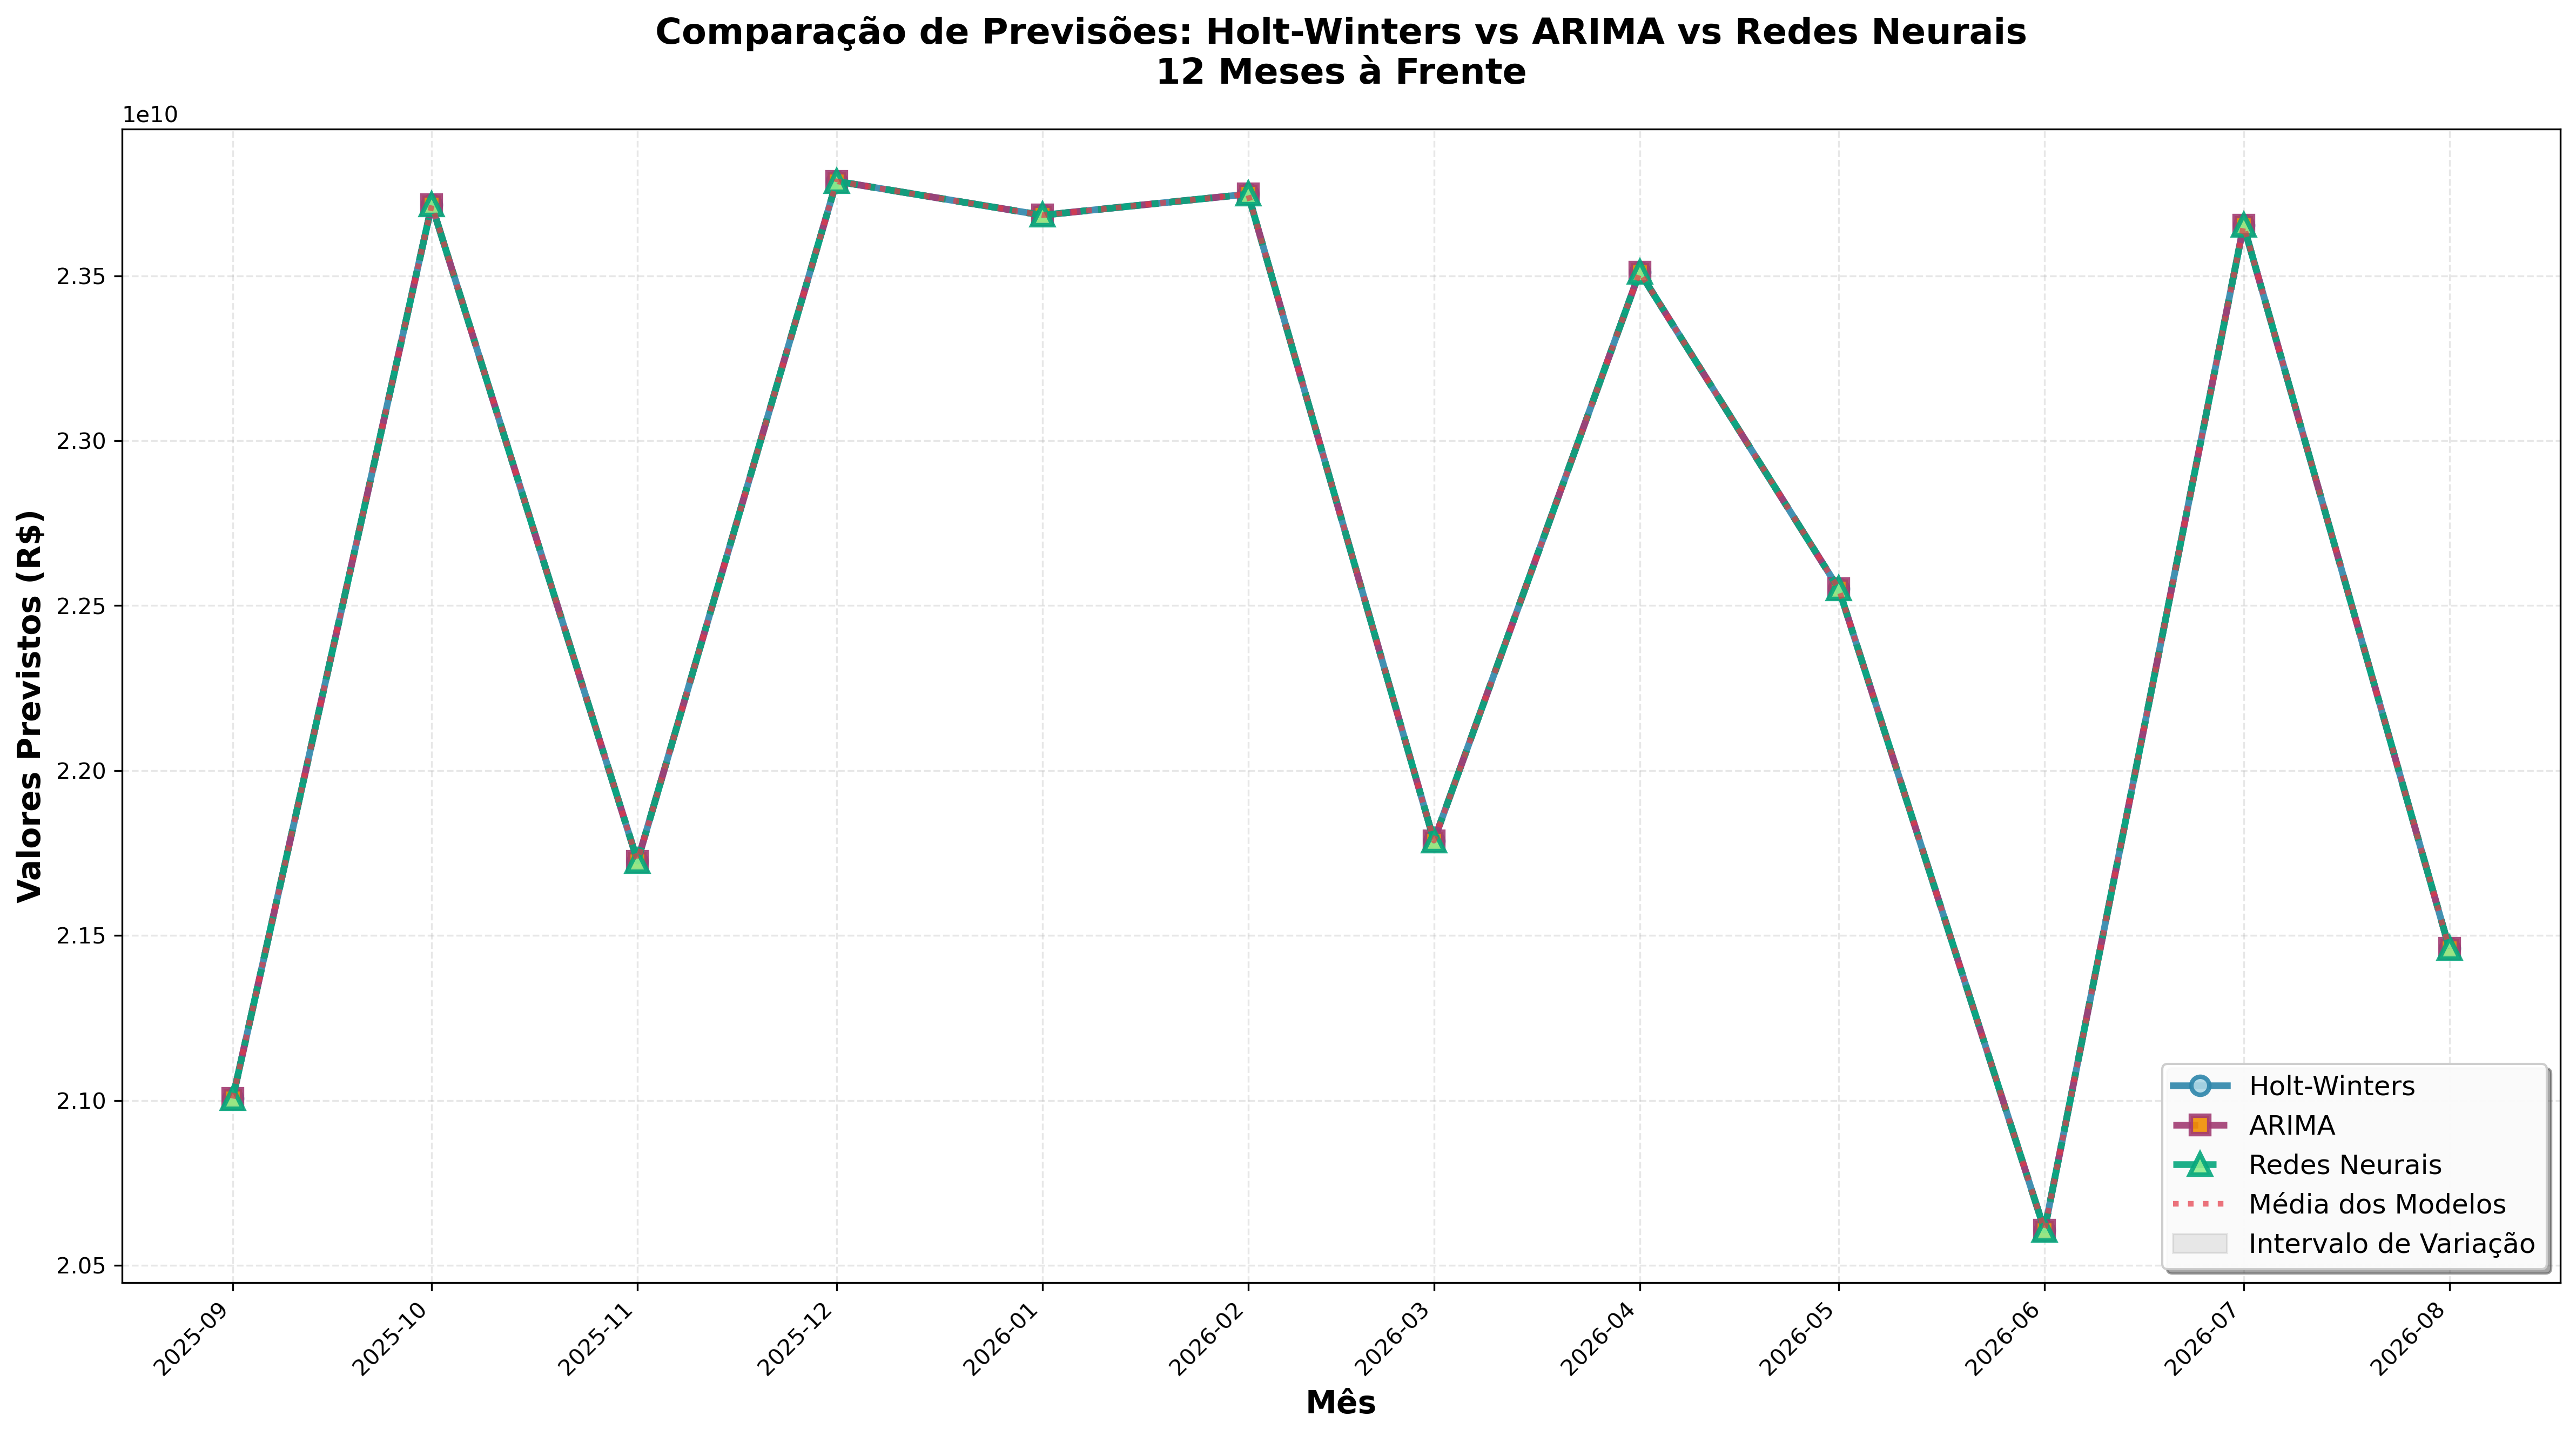 Comparação de Previsões: Holt-Winters vs ARIMA vs Redes Neurais
12 Meses à Frente
1e10
Valores Previstos (R$)
2.35
2.30
2.25
2.20
2.15
2.10
2.05
Holt-Winters
ARIMA
Redes Neurais
Média dos Modelos
Intervalo de Variação
2025-09
2025-10
2025-11
2025-12
2026-01
2026-02
2026-03
2026-04
2026-05
2026-06
2026-07
2026-08
Mês